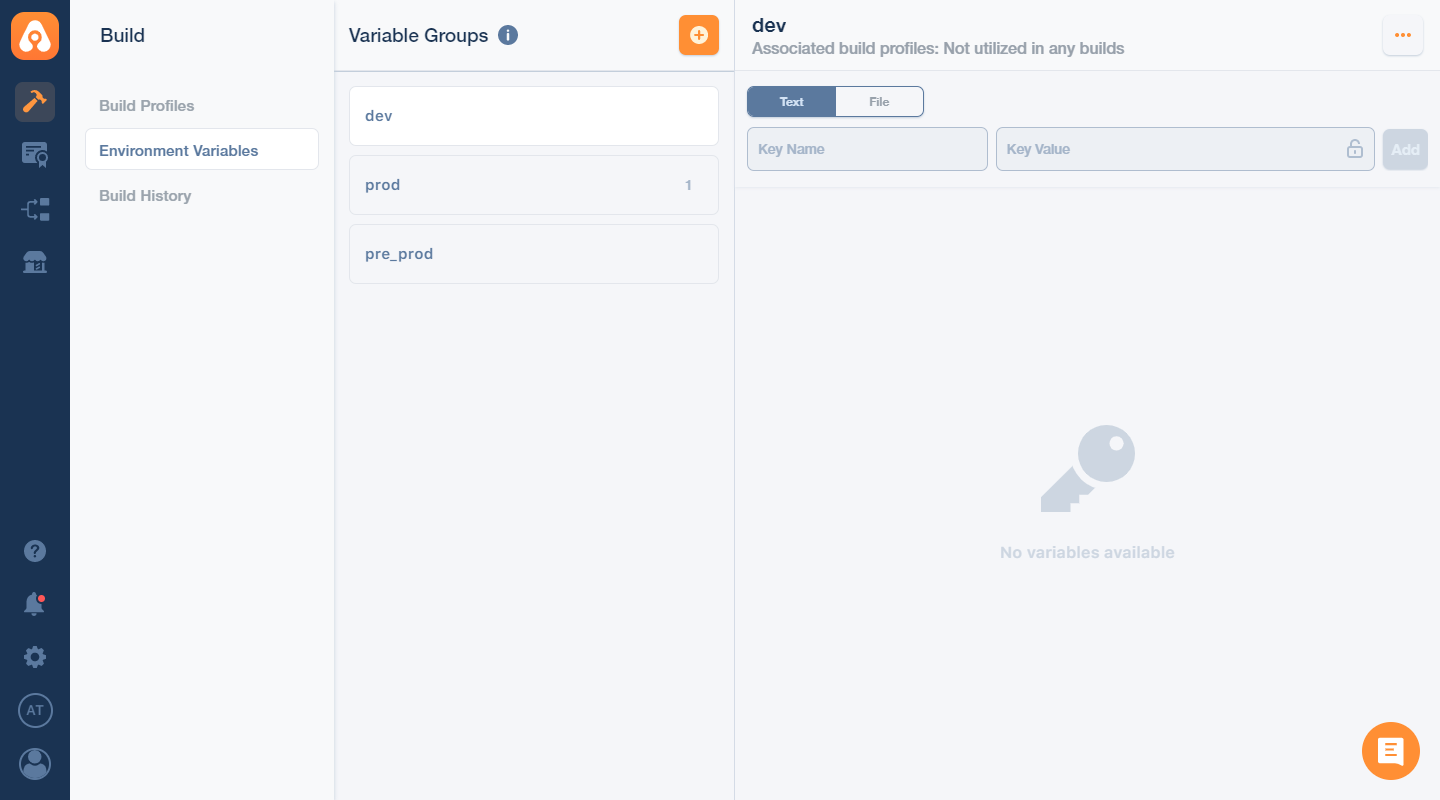 Build
Build Profiles
Environment Variables
Build History
AT
Variable Groups
dev
prod 1
pre_prod
dev
Associated build profiles: Not utilized in any builds
Text File
Key Name Key Value Add
No variables available